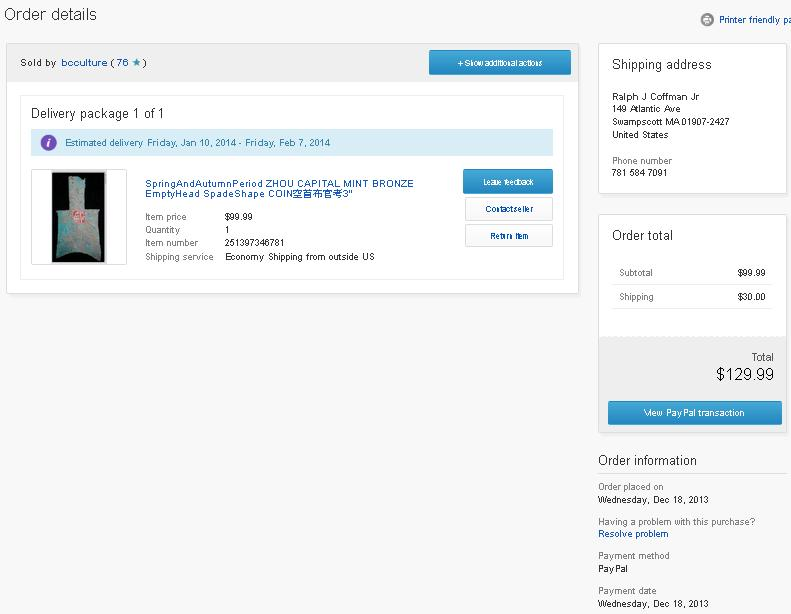 Order details
Printer friendly pa
Sold by bcculture ( 76 ★ )
+ Show additional actions
Delivery package 1 of 1
i Estimated delivery Friday, Jan 10, 2014 - Friday, Feb 7, 2014
SpringAndAutumnPeriod ZHOU CAPITAL MINT BRONZE
EmptyHead SpadeShape COIN空首布官考3"
Item price $99.99
Quantity 1
Item number 251397346781
Shipping service Economy Shipping from outside US
Leave feedback
Contact seller
Return item
Shipping address
Ralph J Coffman Jr
149 Atlantic Ave
Swampscott MA 01907-2427
United States
Phone number
781 584 7091
Order total
Subtotal $99.99
Shipping $30.00
Total
$129.99
View PayPal transaction
Order information
Order placed on
Wednesday, Dec 18, 2013
Having a problem with this purchase?
Resolve problem
Payment method
PayPal
Payment date
Wednesday, Dec 18, 2013